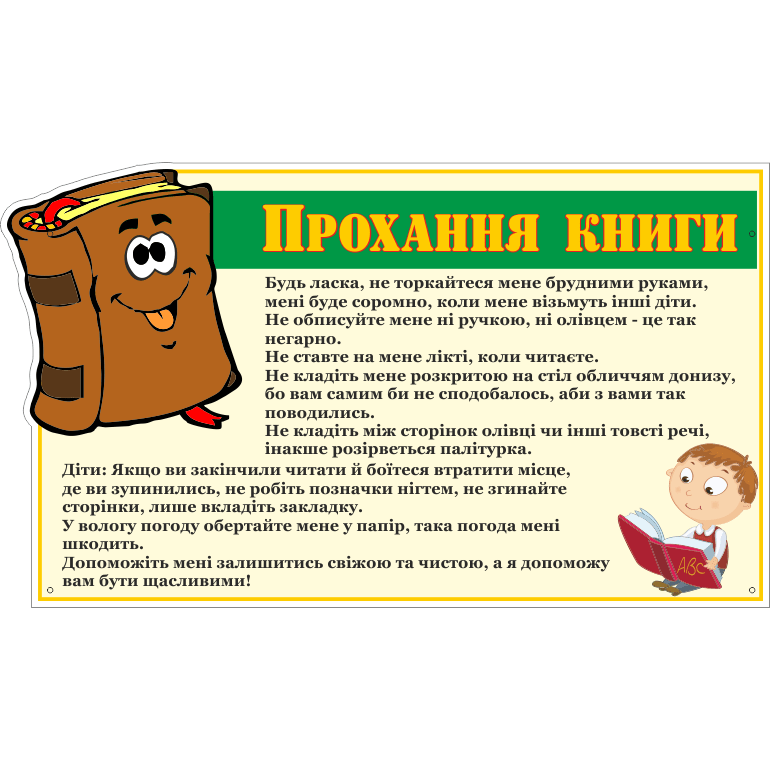 Прохання книги
Будь ласка, не торкайтеся мене брудними руками,
мені буде соромно, коли мене візьмуть інші діти.
Не обписуйте мене ні ручкою, ні олівцем - це так
негарно.
Не ставте на мене лікті, коли читаєте.
Не кладіть мене розкритою на стіл обличчям донизу,
бо вам самим би не сподобалось, аби з вами так
поводились.
Не кладіть між сторінок олівці чи інші товсті речі,
інакше розірветься палітурка.
Діти: Якщо ви закінчили читати й боїтеся втратити місце,
де ви зупинились, не робіть позначки нігтем, не згинайте
сторінки, лише вкладіть закладку.
У вологу погоду обертайте мене у папір, така погода мені
шкодить.
Допоможіть мені залишитись свіжою та чистою, а я допоможу
вам бути щасливими!
ABC